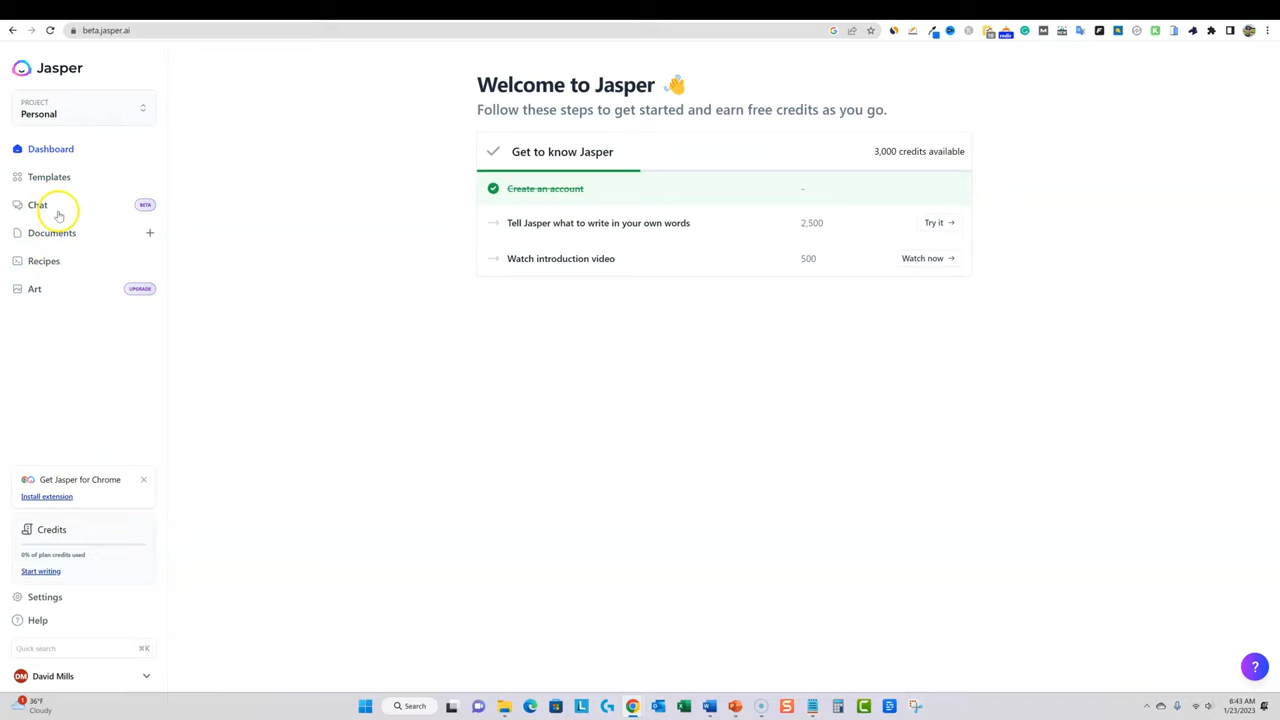 beta.jasper.ai
Jasper
PROJECT
Personal
Dashboard
Templates
Chat
BETA
Documents
Recipes
Art
UPGRADE
Welcome to Jasper 👋
Follow these steps to get started and earn free credits as you go.
Get to know Jasper
3,000 credits available
Create an account
-
Tell Jasper what to write in your own words
2,500
Try it →
Watch introduction video
500
Watch now →
Get Jasper for Chrome
Install extension
Credits
0% of plan credits used
Start writing
Settings
Help
Quick search
⌘K
DM
David Mills
?
1
36°F
Cloudy
Search
8:43 AM
1/23/2023